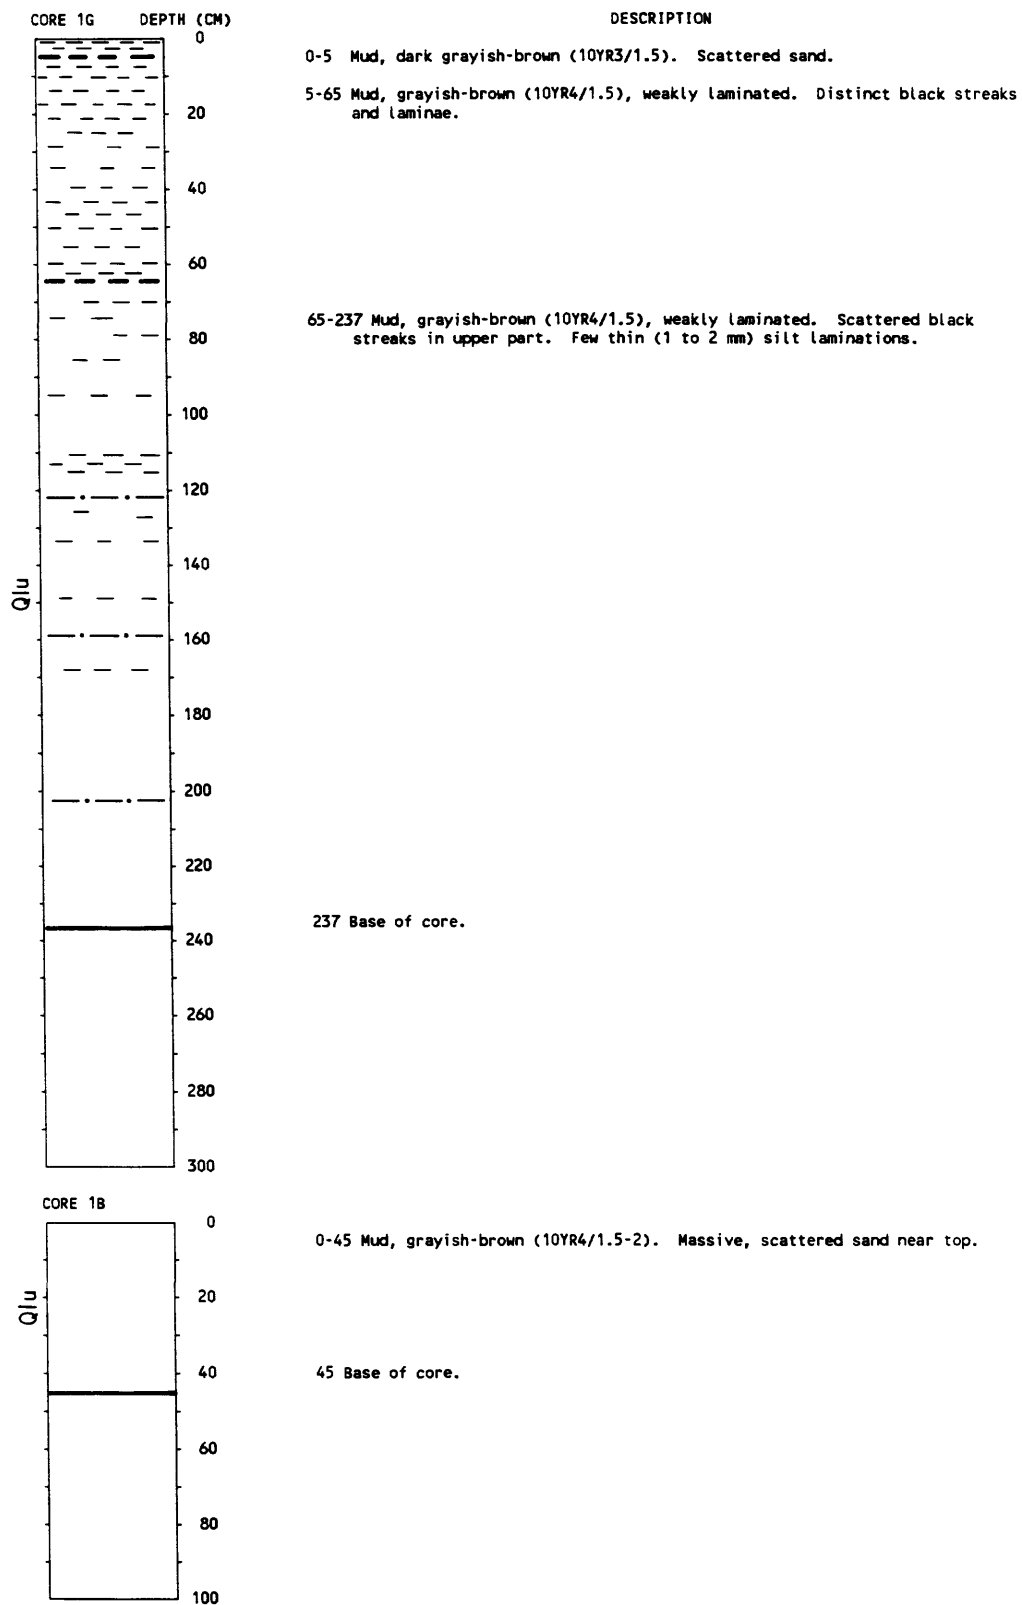 CORE 1G DEPTH (CM) DESCRIPTION
0
0-5 Mud, dark grayish-brown (10YR3/1.5). Scattered sand.
5-65 Mud, grayish-brown (10YR4/1.5), weakly laminated. Distinct black streaks
and laminae.
20
40
60
65-237 Mud, grayish-brown (10YR4/1.5), weakly laminated. Scattered black
streaks in upper part. Few thin (1 to 2 mm) silt laminations.
80
100
120
140
Qlu
160
180
200
220
237 Base of core.
240
260
280
300
CORE 1B
0
0-45 Mud, grayish-brown (10YR4/1.5-2). Massive, scattered sand near top.
20
Qlu
40
45 Base of core.
60
80
100